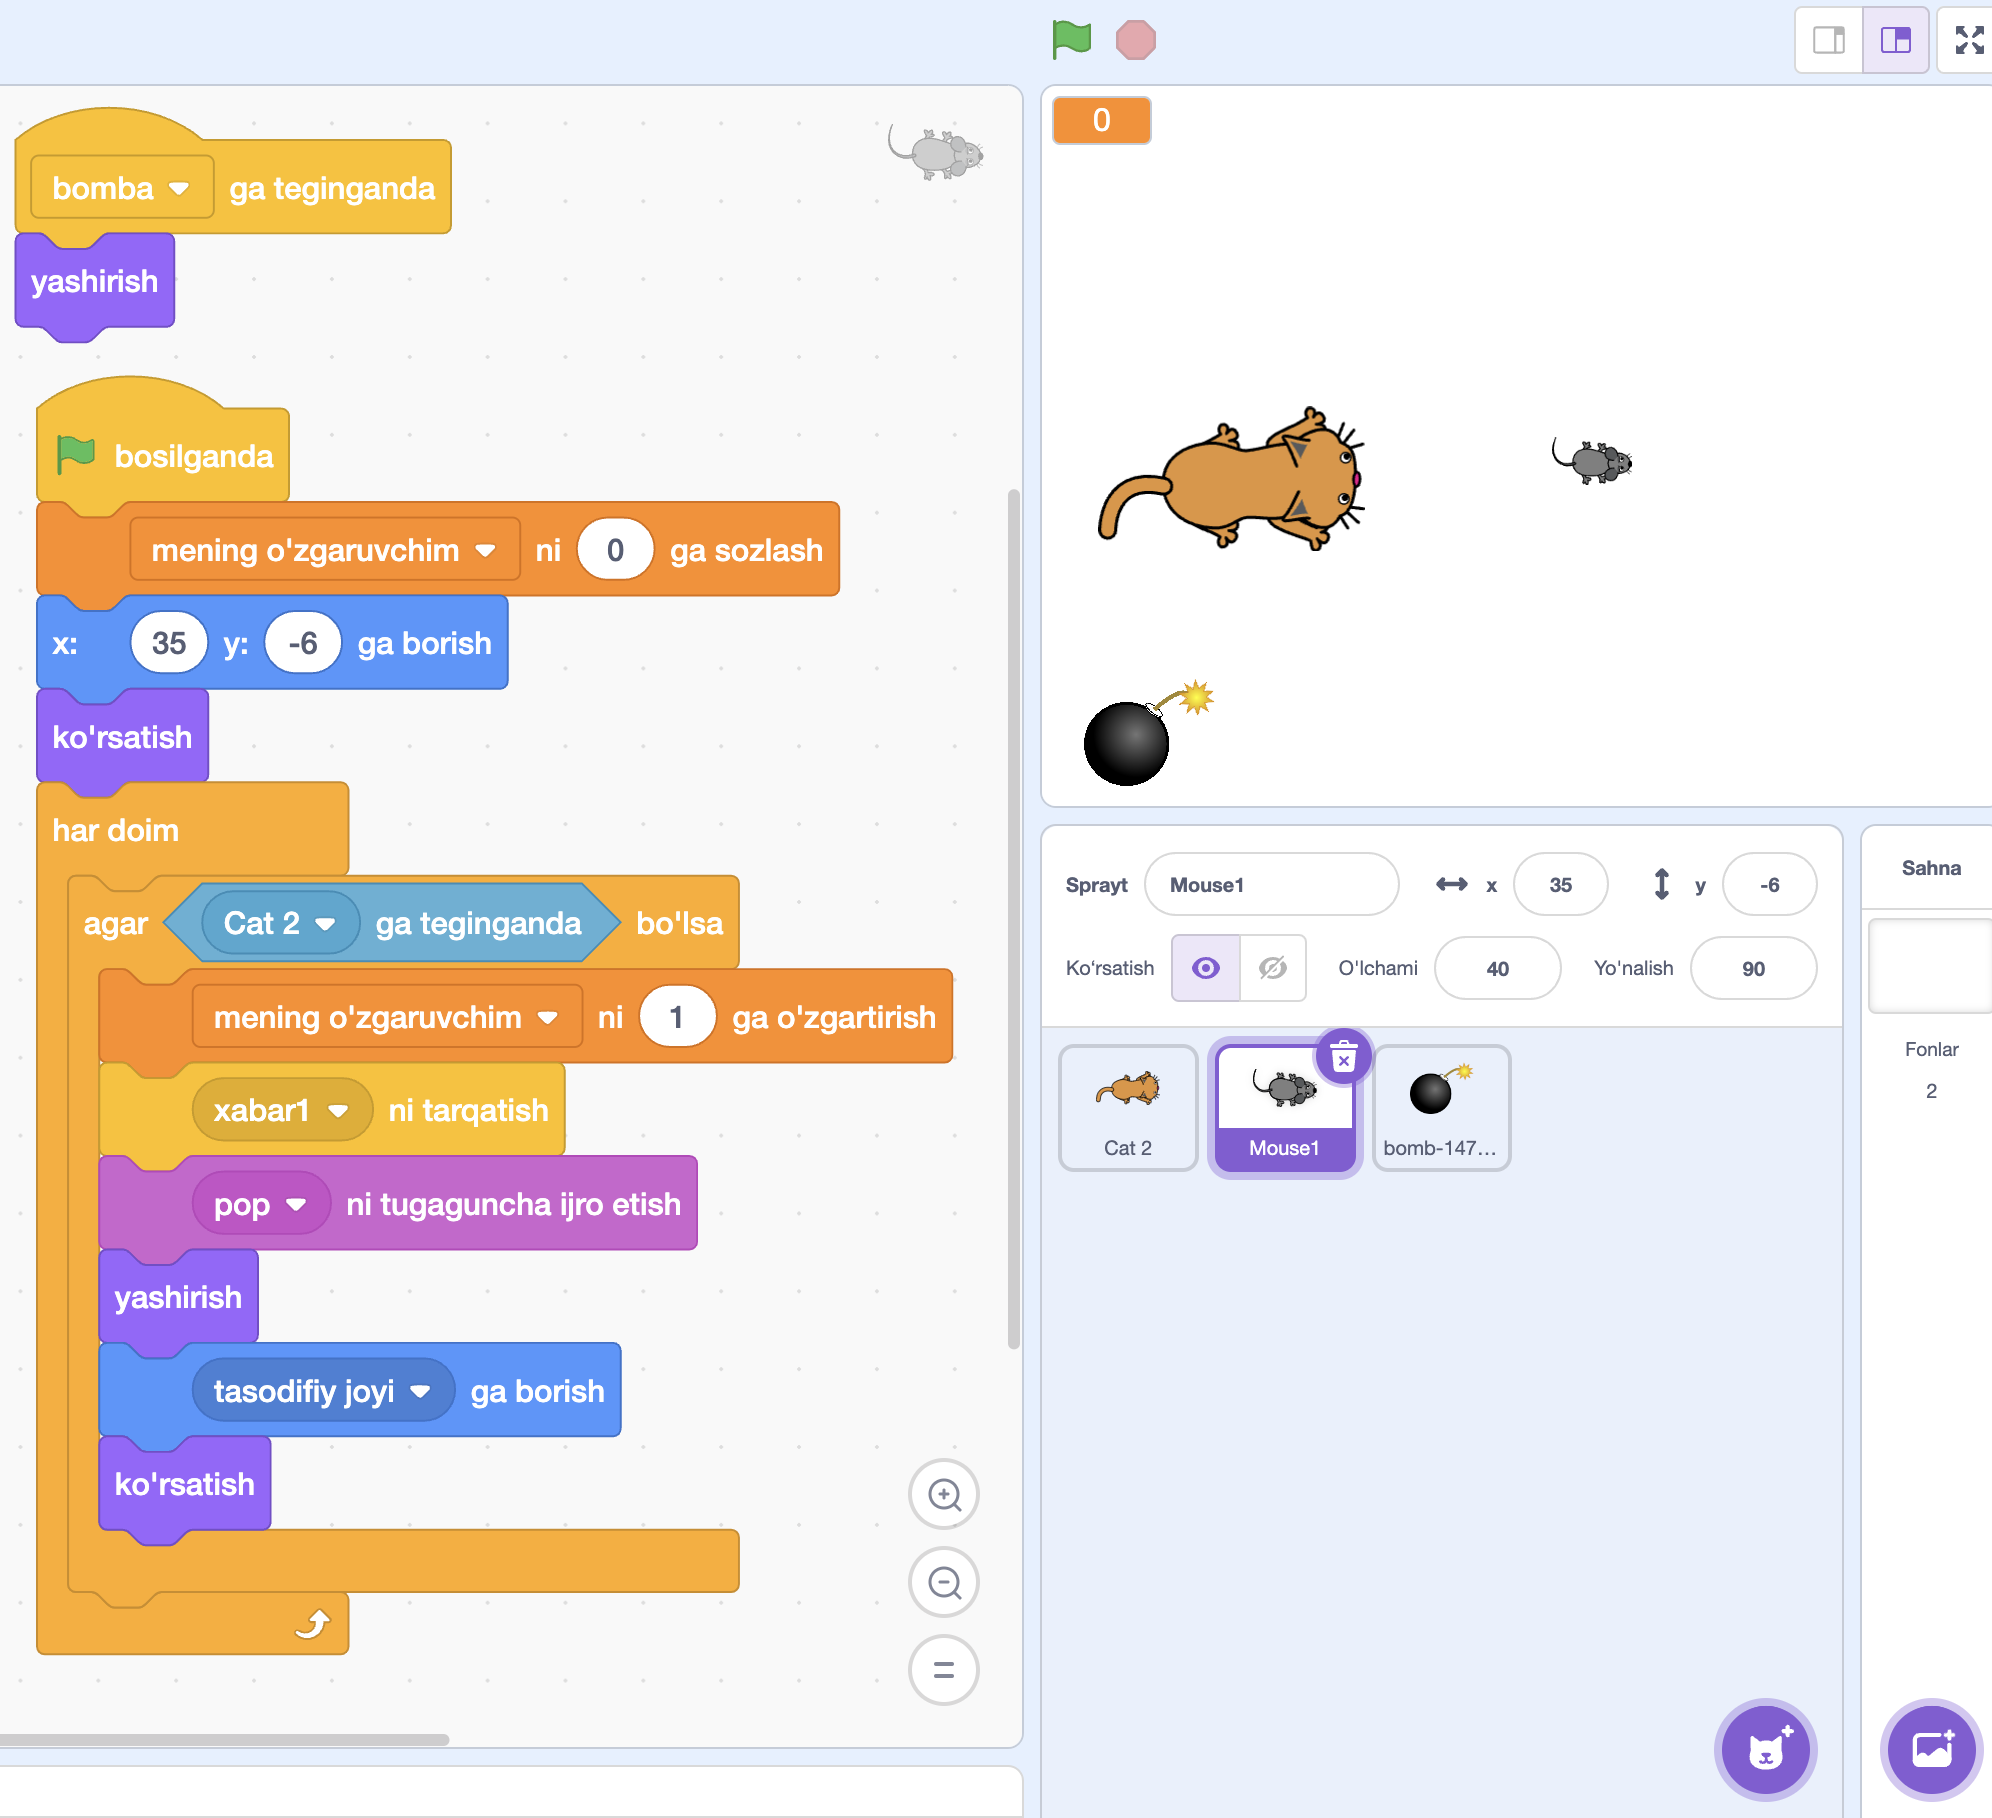 bomba ga teginganda
yashirish
bosilganda
mening o'zgaruvchim ni 0 ga sozlash
x: 35 y: -6 ga borish
ko'rsatish
har doim
agar Cat 2 ga teginganda bo'lsa
mening o'zgaruvchim ni 1 ga o'zgartirish
xabar1 ni tarqatish
pop ni tugaguncha ijro etish
yashirish
tasodifiy joyi ga borish
ko'rsatish
0
Sprayt Mouse1 x 35 y -6
Ko‘rsatish O'lchami 40 Yo'nalish 90
Cat 2
Mouse1
bomb-147...
Sahna
Fonlar
2